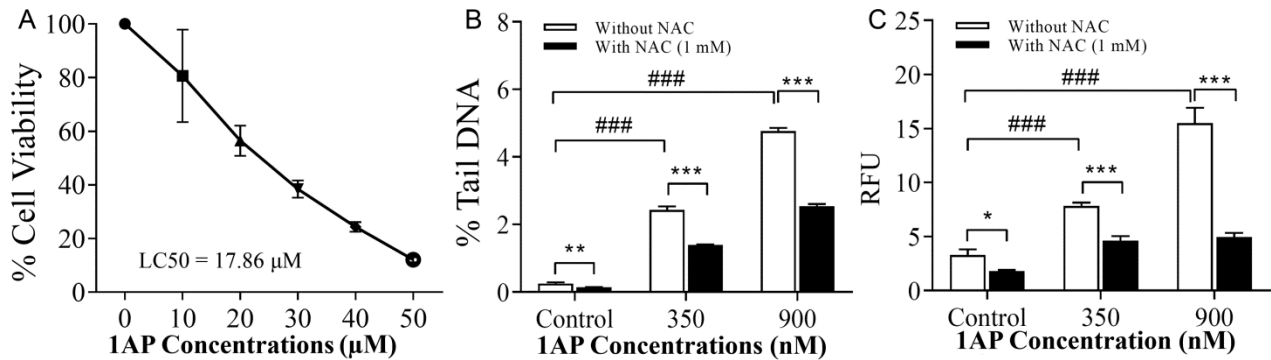 A
% Cell Viability
100
80
60
40
20
0
LC50 = 17.86 µM
0 10 20 30 40 50
1AP Concentrations (µM)
B
Without NAC
With NAC (1 mM)
% Tail DNA
8
6
4
2
0
###
***
###
***
**
Control 350 900
1AP Concentrations (nM)
C
Without NAC
With NAC (1 mM)
RFU
25
20
15
10
5
0
###
***
###
***
*
Control 350 900
1AP Concentration (nM)